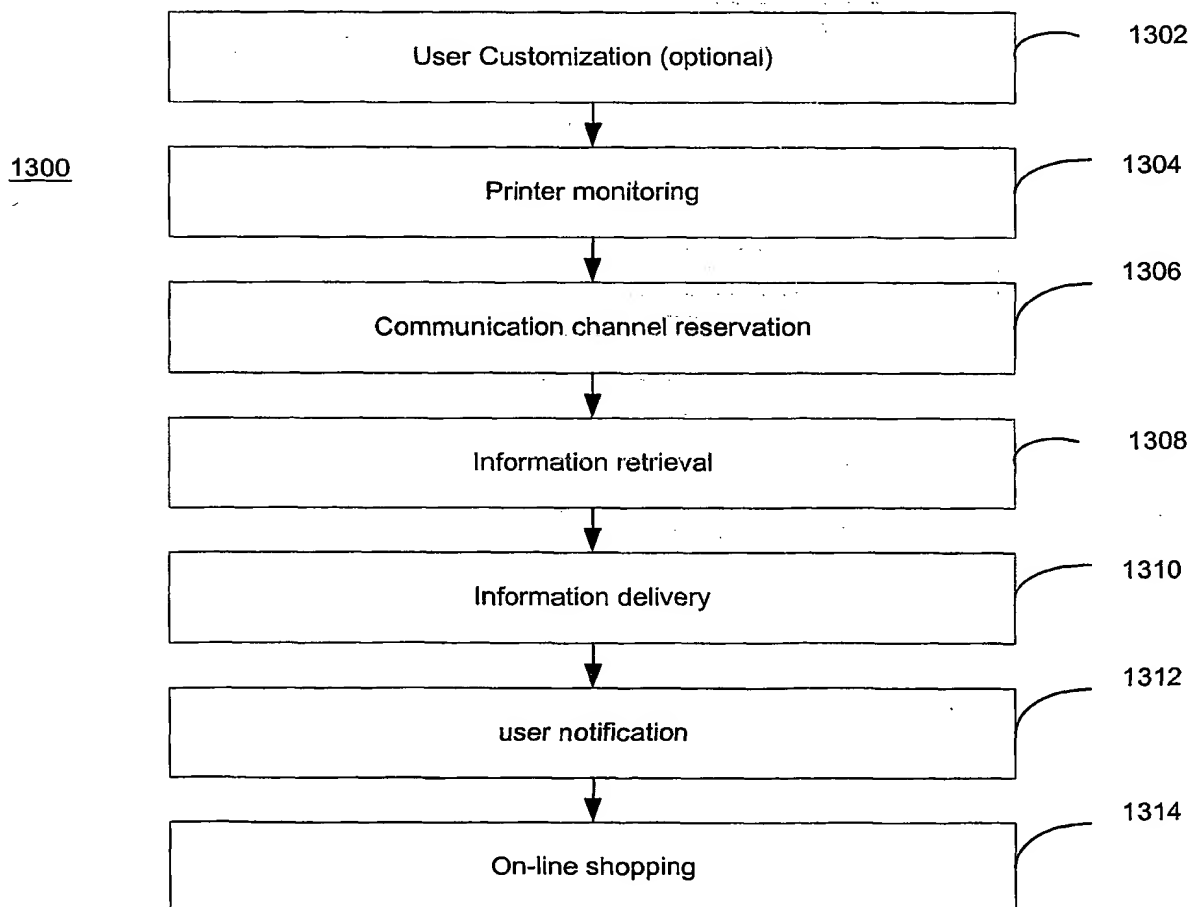 User Customization (optional)
1302
1300
Printer monitoring
1304
Communication channel reservation
1306
Information retrieval
1308
Information delivery
1310
user notification
1312
On-line shopping
1314